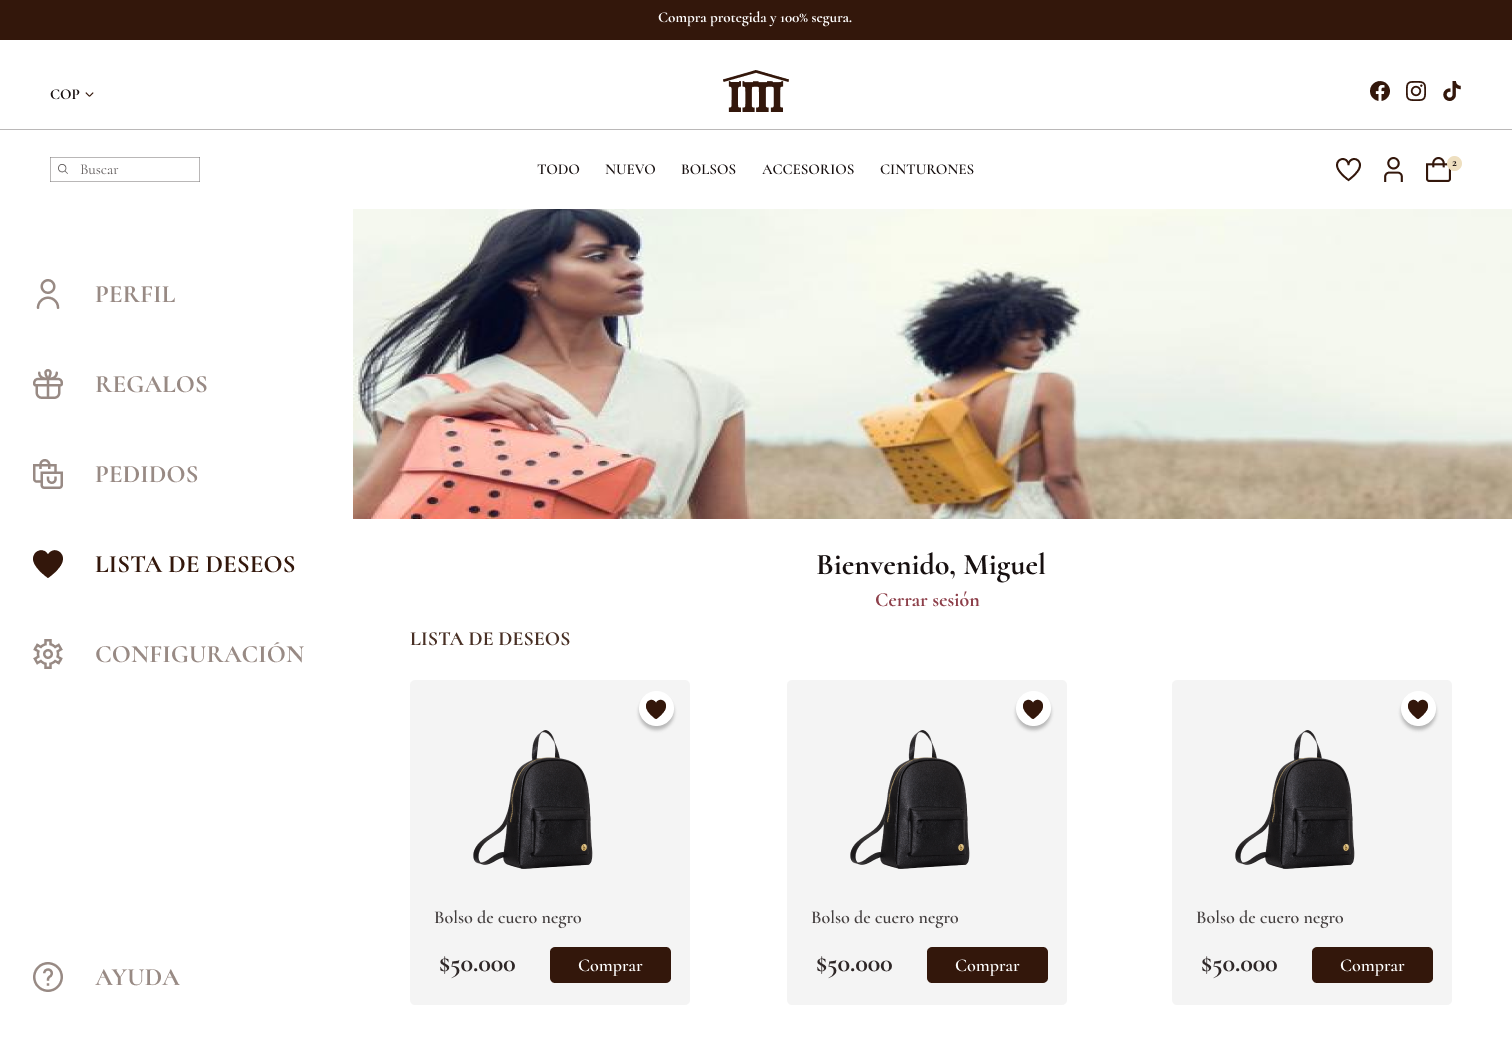 Compra protegida y 100% segura.
COP
Buscar
TODO NUEVO BOLSOS ACCESORIOS CINTURONES
2
PERFIL
REGALOS
PEDIDOS
LISTA DE DESEOS
CONFIGURACIÓN
AYUDA
Bienvenido, Miguel
Cerrar sesión
LISTA DE DESEOS
Bolso de cuero negro
$50.000 Comprar
Bolso de cuero negro
$50.000 Comprar
Bolso de cuero negro
$50.000 Comprar